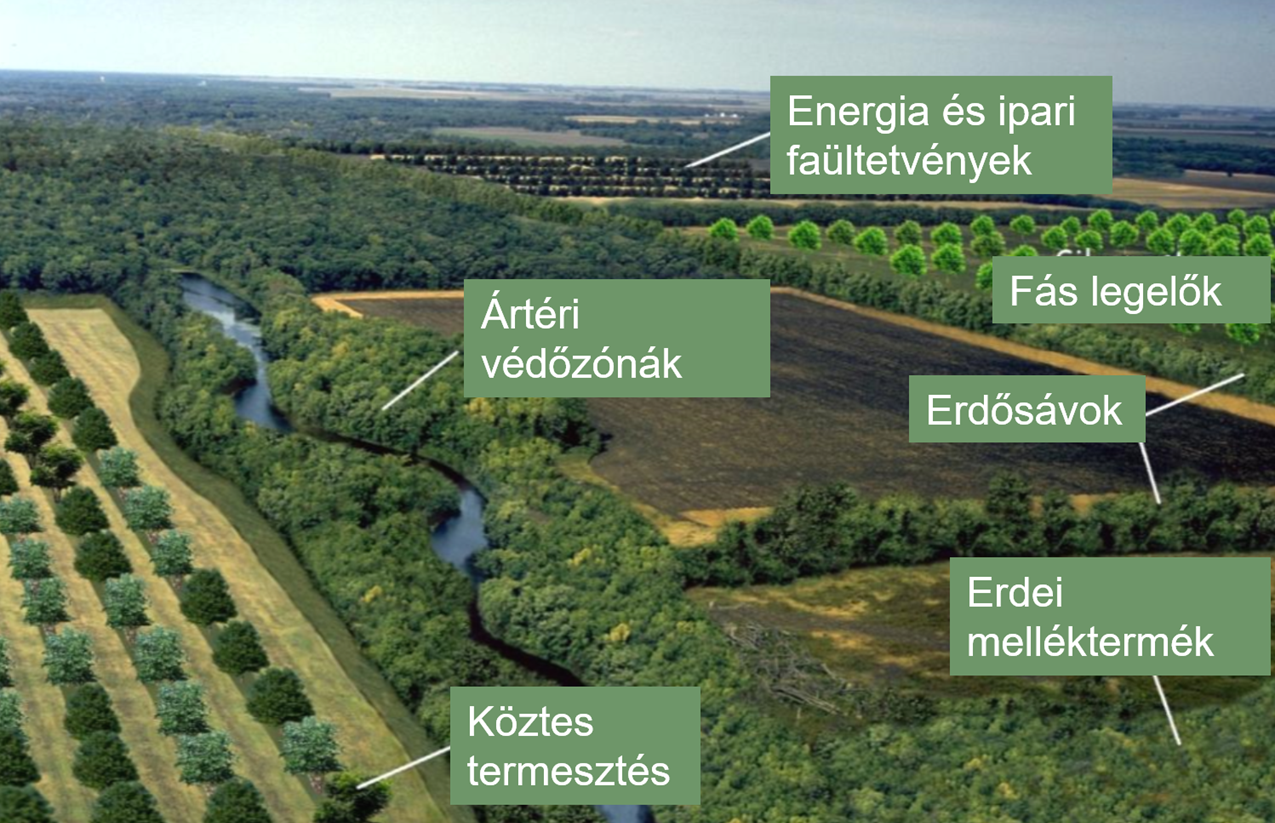 Energia és ipari
faültetvények
Fás legelők
Ártéri
védőzónák
Erdősávok
Erdei
melléktermék
Köztes
termesztés